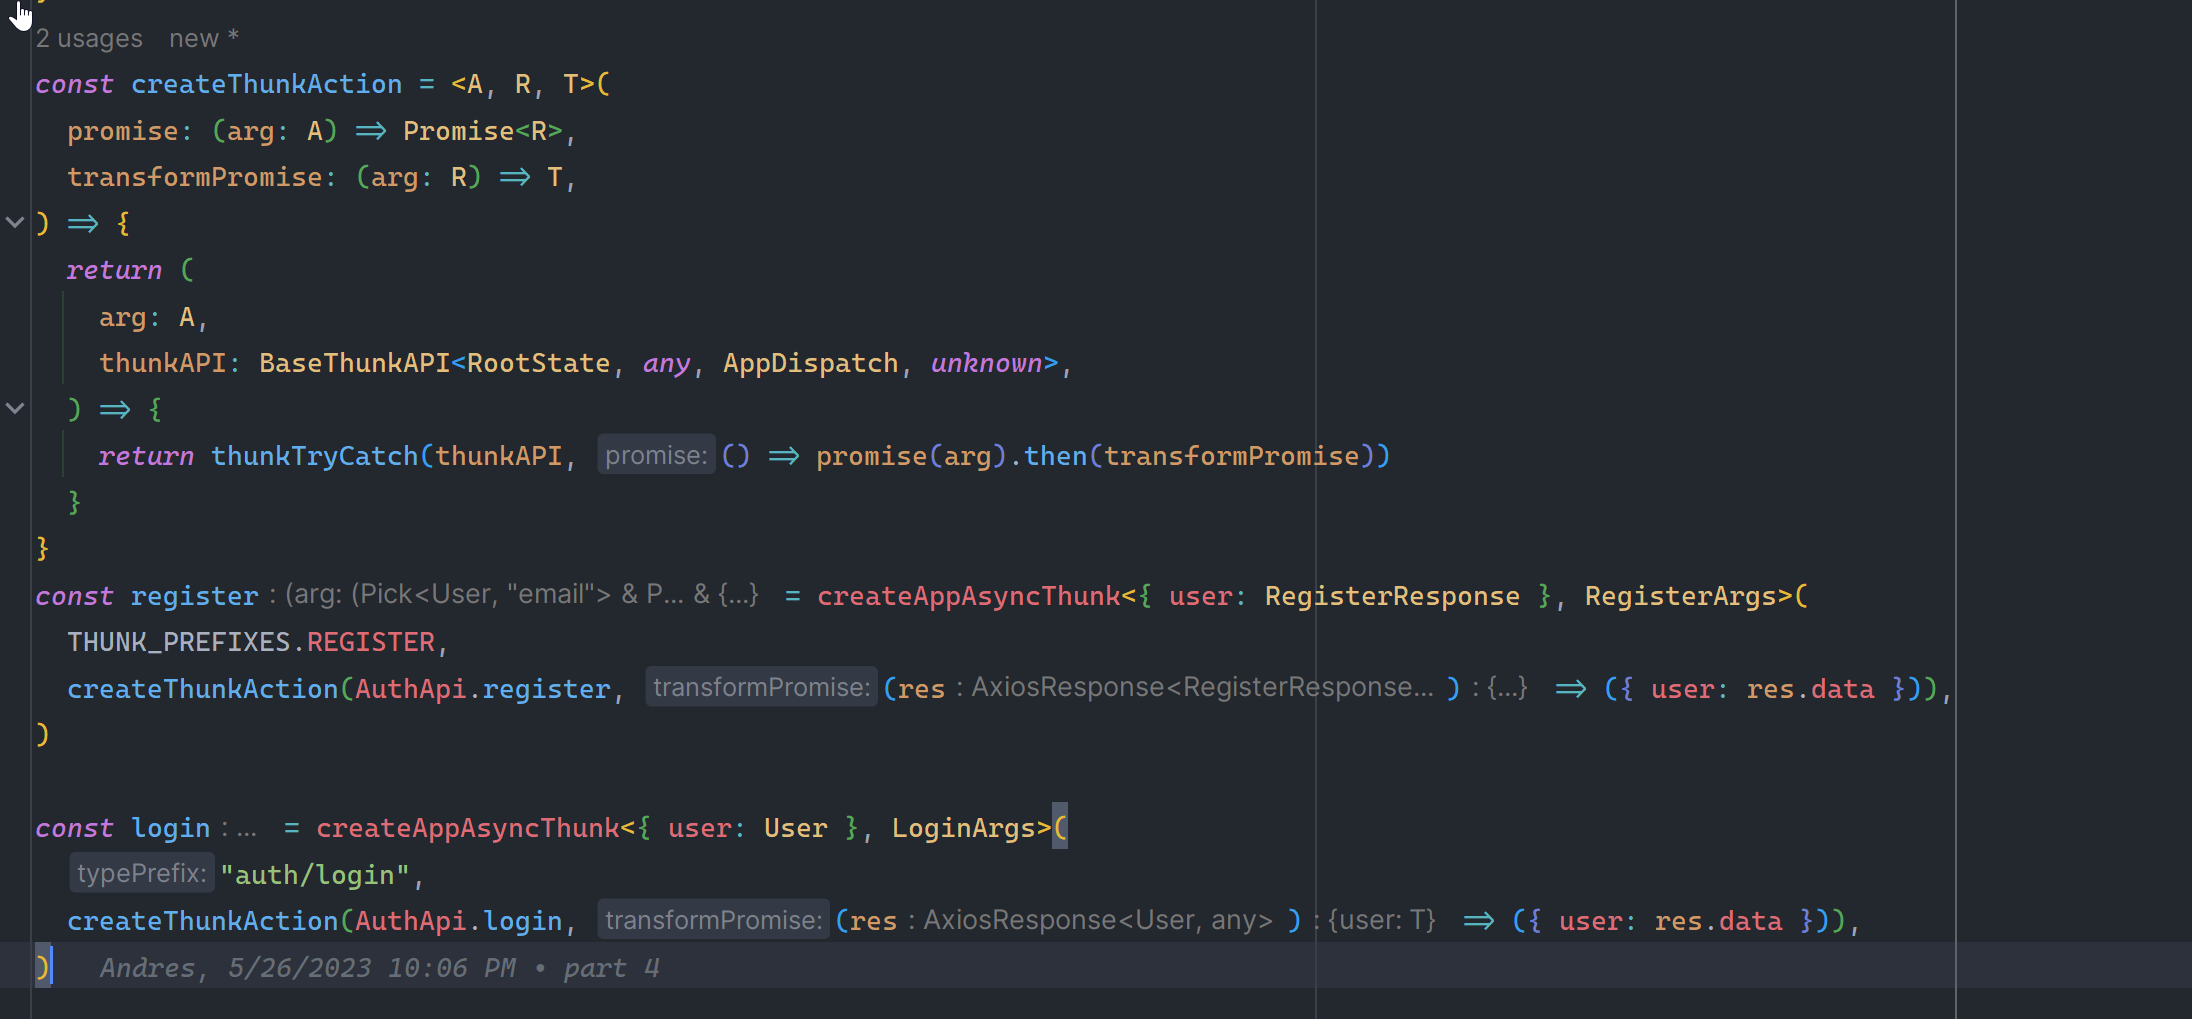 2 usages new *
const createThunkAction = <A, R, T>(
promise: (arg: A) => Promise<R>,
transformPromise: (arg: R) => T,
) => {
return (
arg: A,
thunkAPI: BaseThunkAPI<RootState, any, AppDispatch, unknown>,
) => {
return thunkTryCatch(thunkAPI, promise: () => promise(arg).then(transformPromise))
}
}
const register : (arg: (Pick<User, "email"> & P... & {...} = createAppAsyncThunk<{ user: RegisterResponse }, RegisterArgs>(
THUNK_PREFIXES.REGISTER,
createThunkAction(AuthApi.register, transformPromise: (res : AxiosResponse<RegisterResponse... ) : {...} => ({ user: res.data })),
)
const login : ... = createAppAsyncThunk<{ user: User }, LoginArgs>(
typePrefix: "auth/login",
createThunkAction(AuthApi.login, transformPromise: (res : AxiosResponse<User, any> ) : {user: T} => ({ user: res.data })),
) Andres, 5/26/2023 10:06 PM • part 4